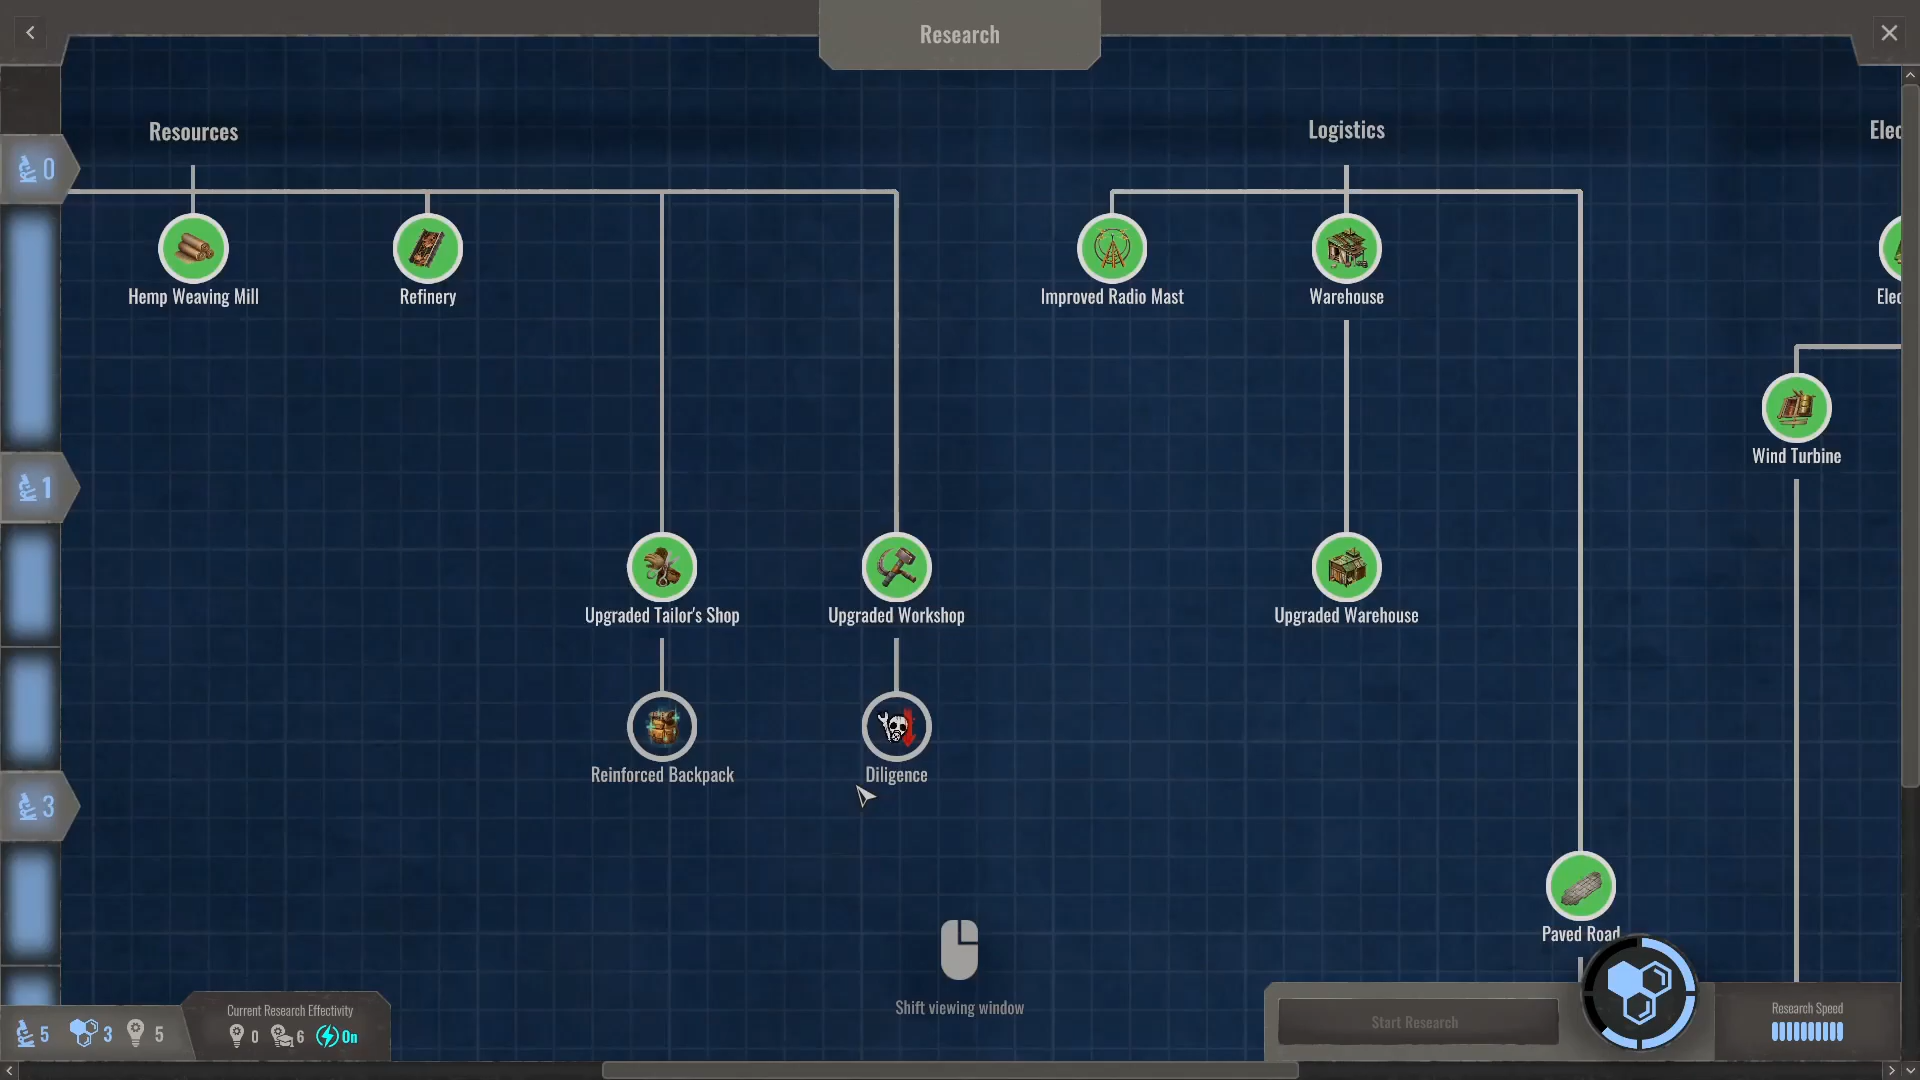 Research
Resources
Logistics
Elec
0
Hemp Weaving Mill
Refinery
Improved Radio Mast
Warehouse
Elec
Wind Turbine
1
Upgraded Tailor's Shop
Upgraded Workshop
Upgraded Warehouse
Reinforced Backpack
Diligence
3
Paved Road
Shift viewing window
Current Research Effectivity
5 3 5
0 6 On
Start Research
Research Speed